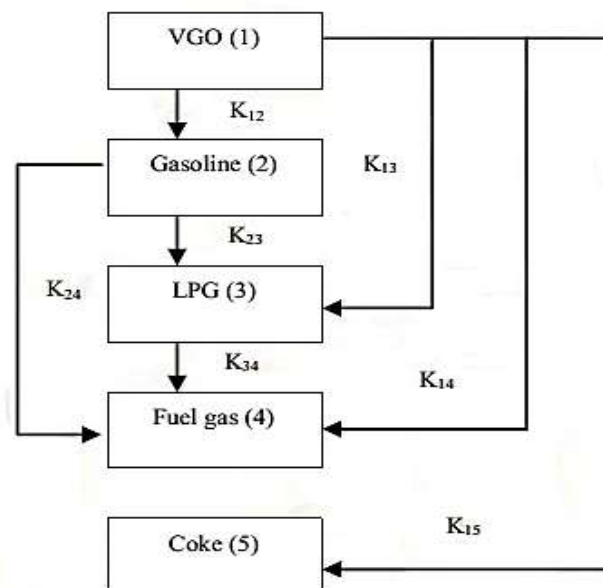 VGO (1)
K₁₂
Gasoline (2)
K₁₃
K₂₃
K₂₄
LPG (3)
K₃₄
K₁₄
Fuel gas (4)
K₁₅
Coke (5)